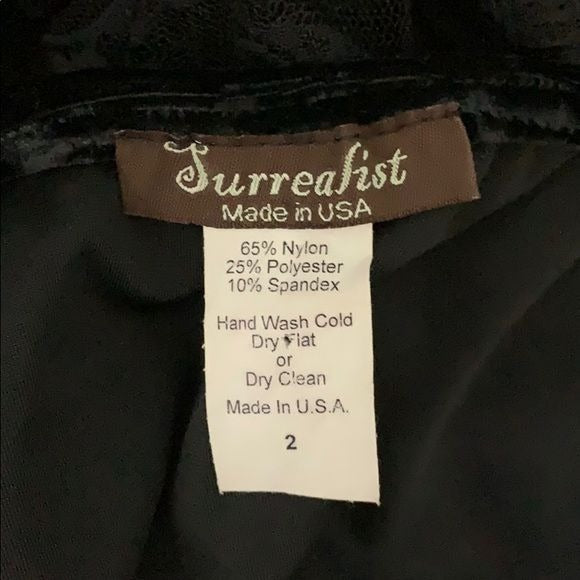 Surrealist
Made in USA
65% Nylon
25% Polyester
10% Spandex
Hand Wash Cold
Dry Flat
or
Dry Clean
Made In U.S.A.
2